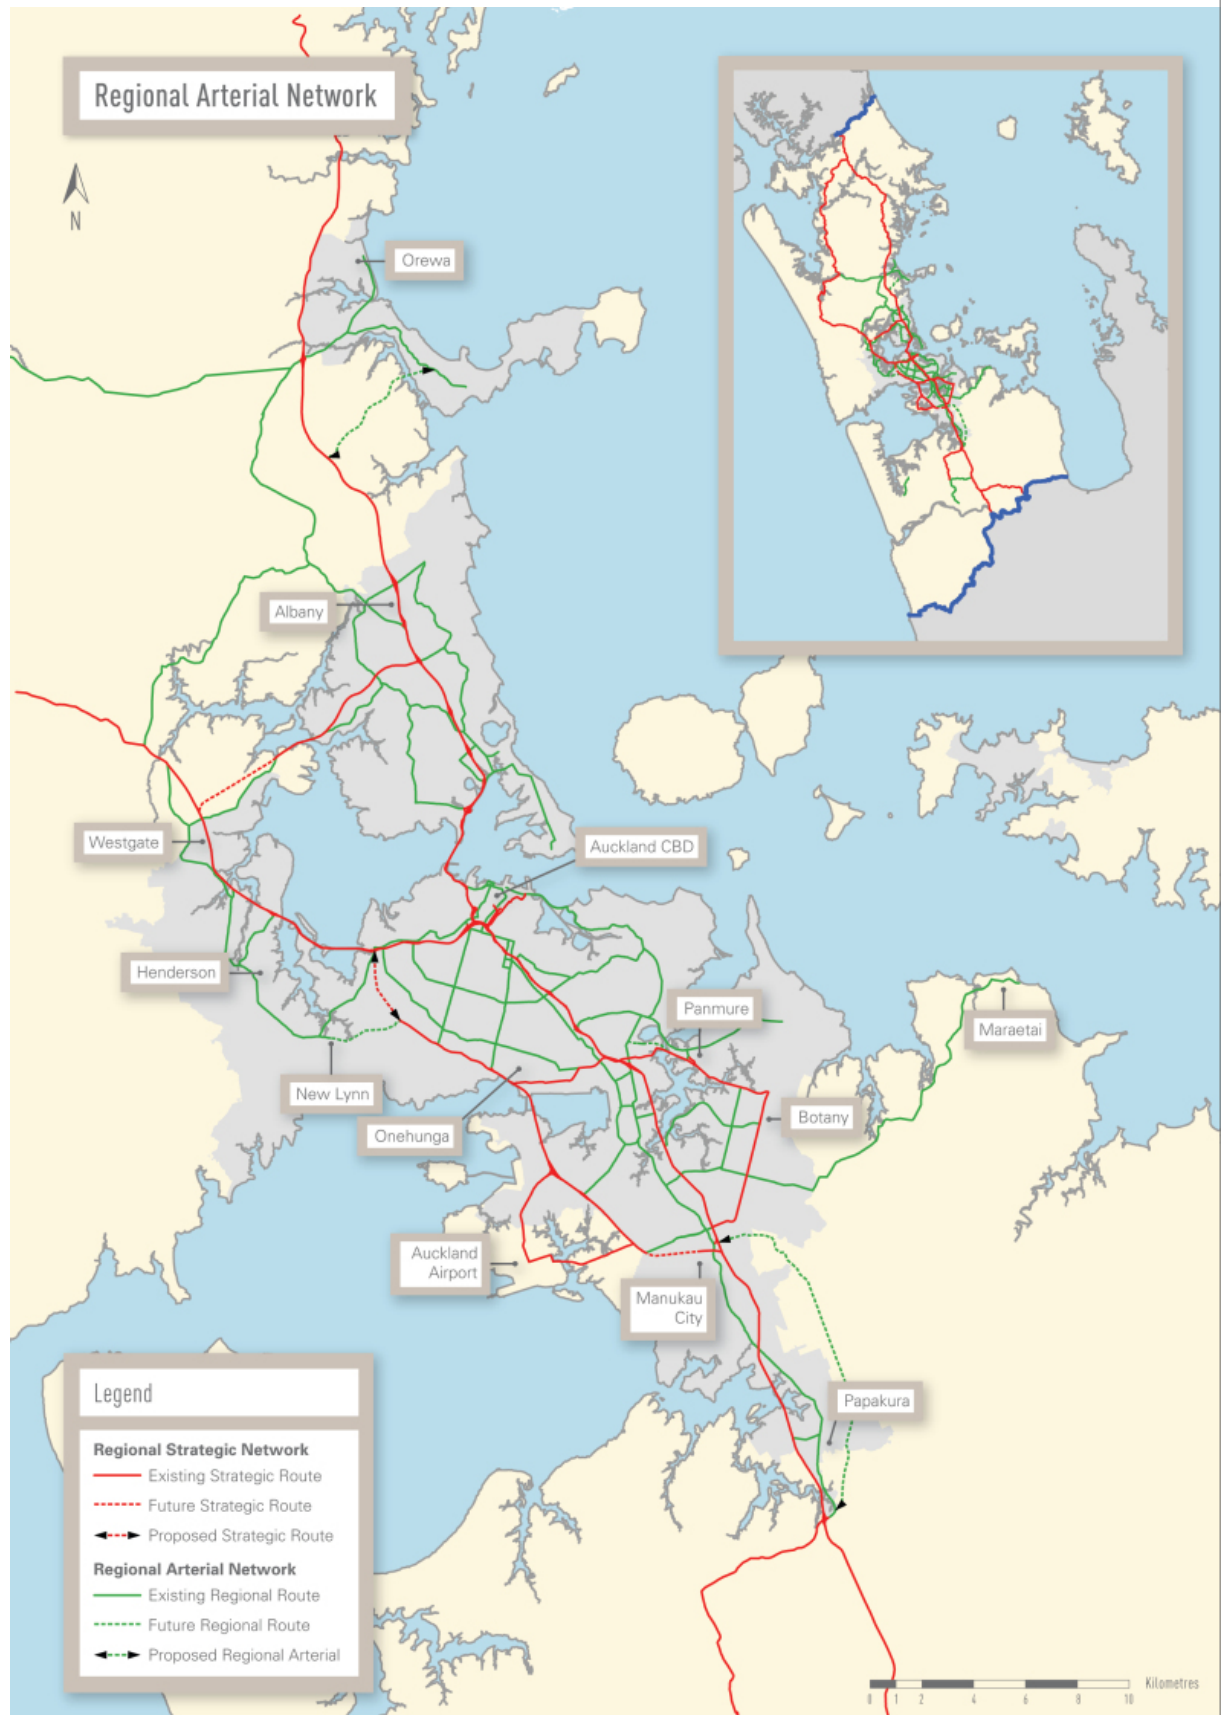 Regional Arterial Network
N
Orewa
Albany
Westgate
Auckland CBD
Henderson
Panmure
Maraetai
New Lynn
Botany
Onehunga
Auckland
Airport
Manukau
City
Papakura
Legend
Regional Strategic Network
Existing Strategic Route
Future Strategic Route
Proposed Strategic Route
Regional Arterial Network
Existing Regional Route
Future Regional Route
Proposed Regional Arterial
Kilometres
0 1 2 4 6 8 10